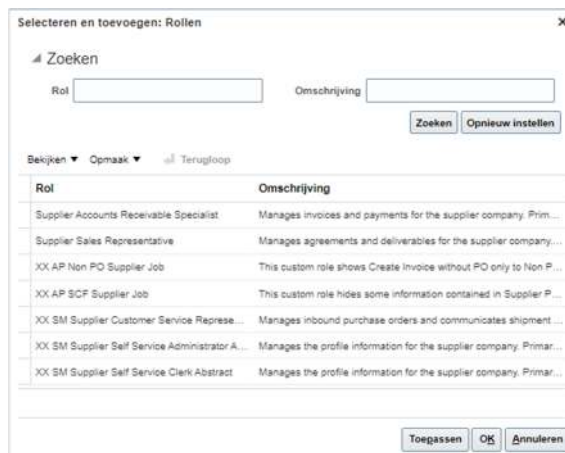 Selecteren en toevoegen: Rollen
Zoeken
Rol
Omschrijving
Zoeken Opnieuw instellen
Bekijken Opmaak Terugloop
Rol Omschrijving
Supplier Accounts Receivable Specialist Manages invoices and payments for the supplier company. Prim...
Supplier Sales Representative Manages agreements and deliverables for the supplier company....
XX AP Non PO Supplier Job This custom role shows Create Invoice without PO only to Non P...
XX AP SCF Supplier Job This custom role hides some information contained in Supplier P...
XX SM Supplier Customer Service Represe... Manages inbound purchase orders and communicates shipment ...
XX SM Supplier Self Service Administrator A... Manages the profile information for the supplier company. Primar...
XX SM Supplier Self Service Clerk Abstract Manages the profile information for the supplier company. Primar...
Toepassen OK Annuleren